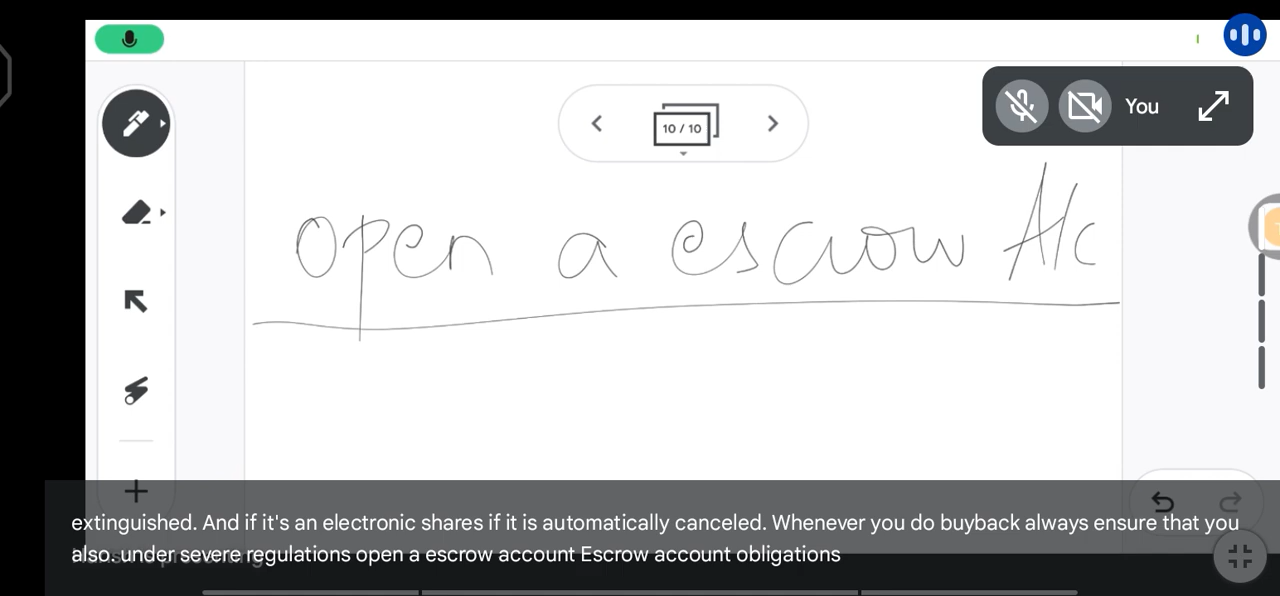 You
10 / 10
open a escrow A/c
extinguished. And if it's an electronic shares if it is automatically canceled. Whenever you do buyback always ensure that you
also. under severe regulations open a escrow account Escrow account obligations